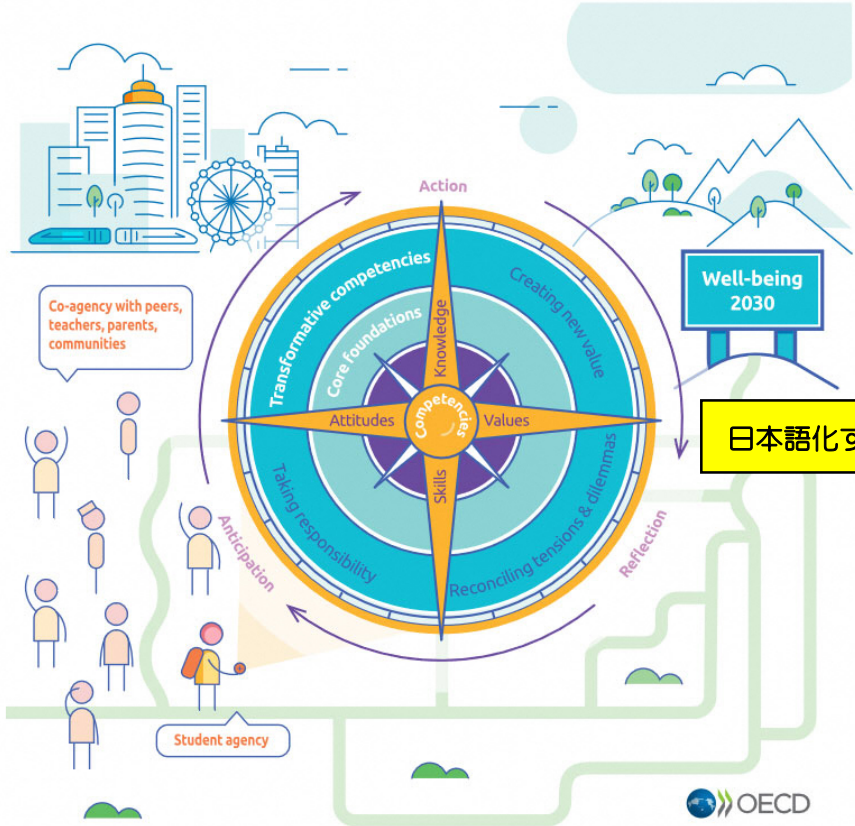 Action
Co-agency with peers,
teachers, parents,
communities
Transformative competencies
Creating new value
Core foundations
Knowledge
Well-being
2030
Attitudes
Competencies
Values
日本語化す
Skills
Taking responsibility
Reconciling tensions & dilemmas
Anticipation
Reflection
Student agency
OECD